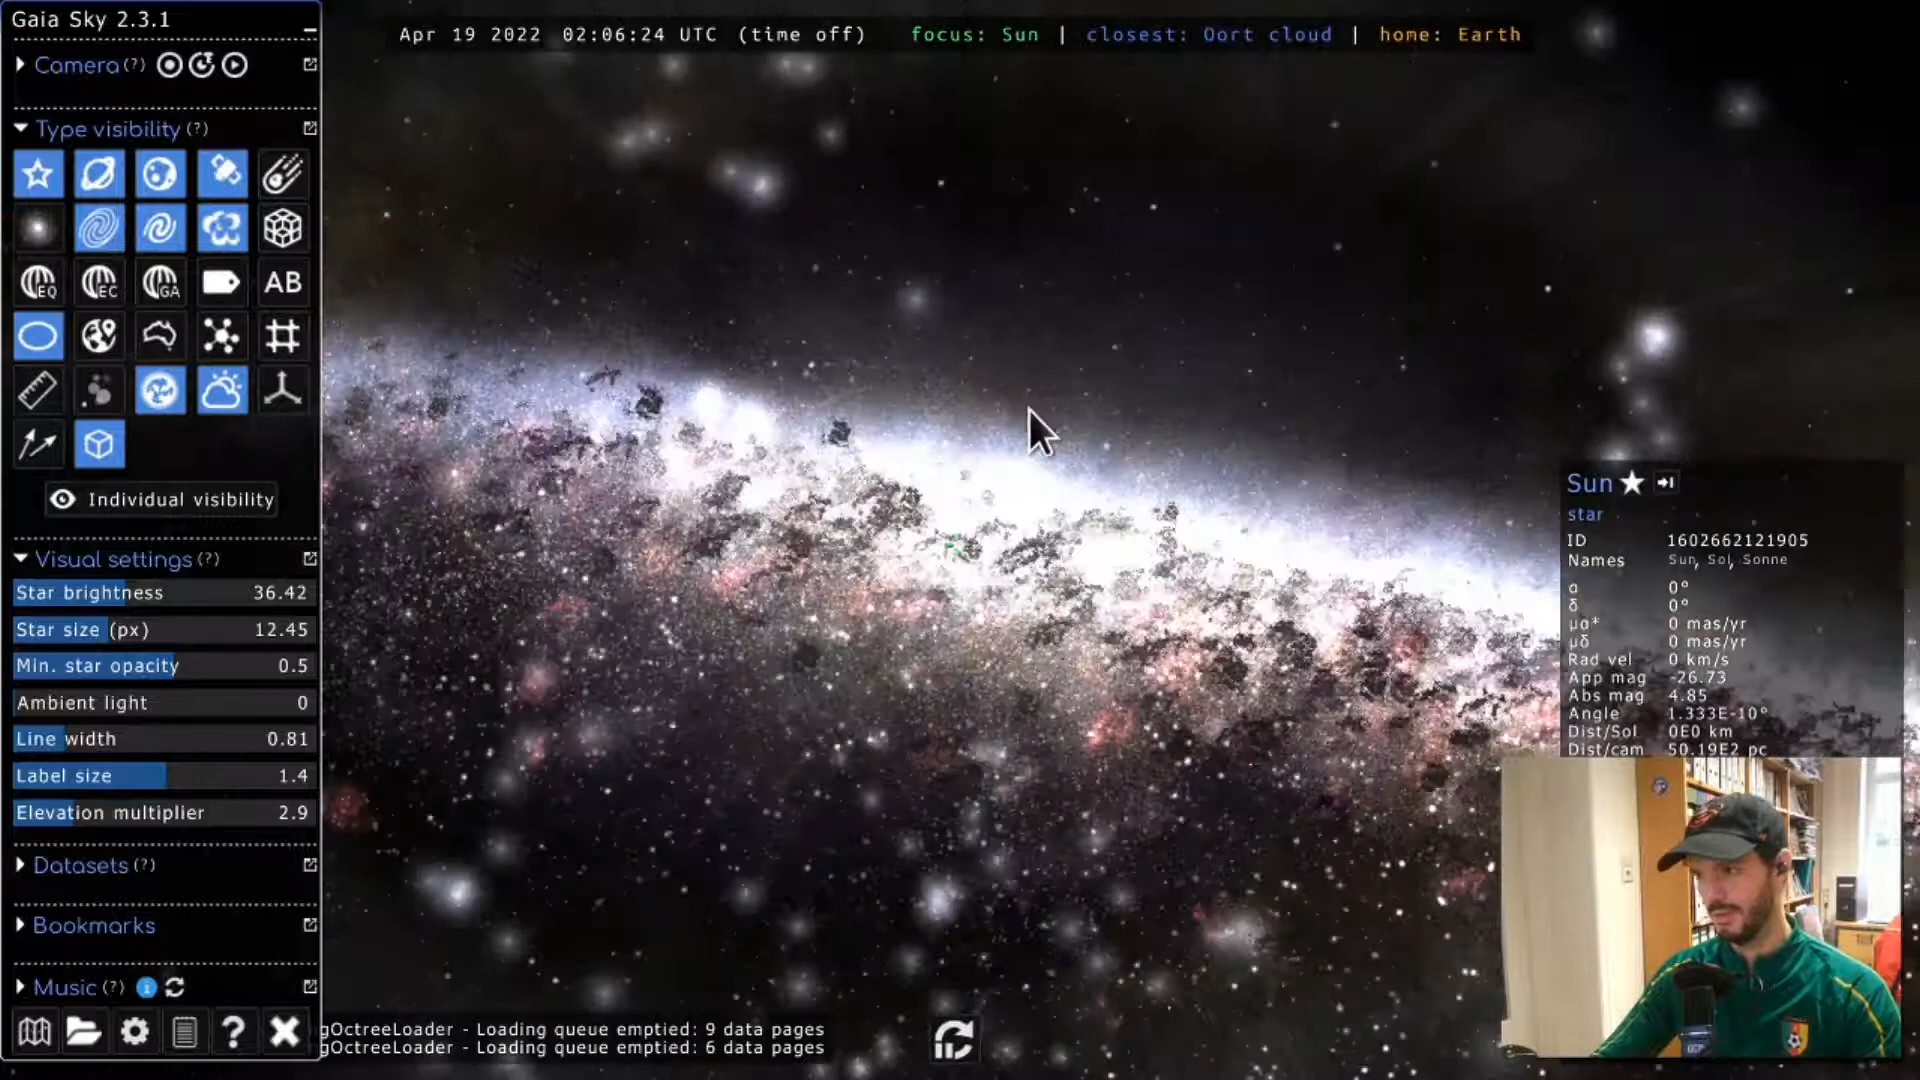 Gaia Sky 2.3.1
Apr 19 2022 02:06:24 UTC (time off) focus: Sun | closest: Oort cloud | home: Earth
Camera(?)
Type visibility (?)
EQ EC GA AB
Individual visibility
Visual settings(?)
Star brightness 36.42
Star size (px) 12.45
Min. star opacity 0.5
Ambient light 0
Line width 0.81
Label size 1.4
Elevation multiplier 2.9
Datasets (?)
Bookmarks
Music (?) i
?
gOctreeLoader - Loading queue emptied: 9 data pages
gOctreeLoader - Loading queue emptied: 6 data pages
Sun
star
ID 1602662121905
Names Sun, Sol, Sonne
α 0°
δ 0°
μα* 0 mas/yr
μδ 0 mas/yr
Rad vel 0 km/s
App mag -26.73
Abs mag 4.85
Angle 1.333E-10°
Dist/Sol 0E0 km
Dist/cam 50.19E2 pc